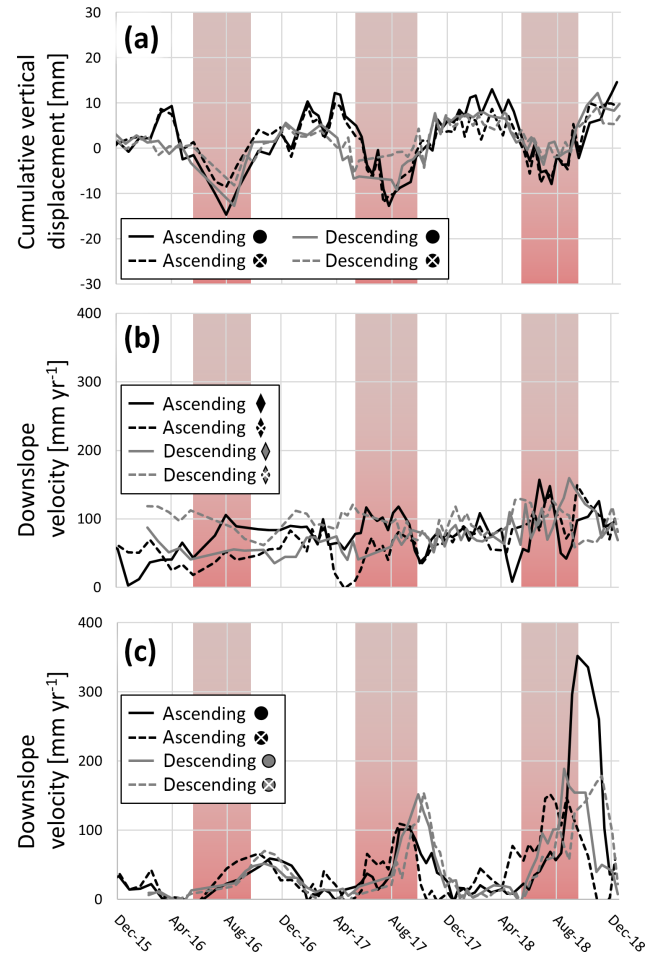 (a)
Cumulative vertical
displacement [mm]
30
20
10
0
-10
-20
-30
Ascending
Descending
Ascending
Descending
(b)
Downslope
velocity [mm yr-1]
400
300
200
100
0
Ascending
Ascending
Descending
Descending
(c)
Downslope
velocity [mm yr-1]
400
300
200
100
0
Ascending
Ascending
Descending
Descending
Dec-15
Apr-16
Aug-16
Dec-16
Apr-17
Aug-17
Dec-17
Apr-18
Aug-18
Dec-18